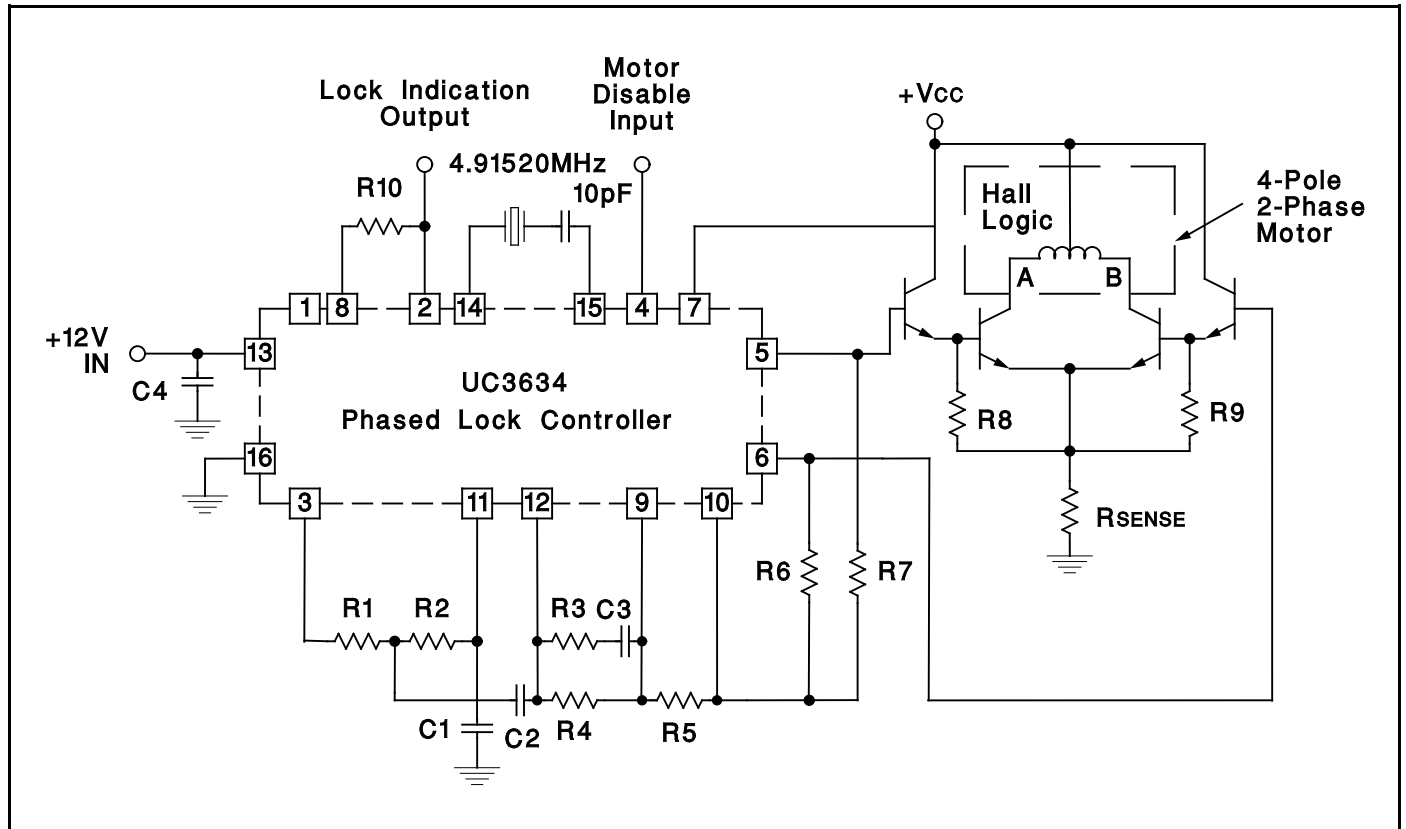 Lock Indication
Output
Motor
Disable
Input
+VCC
4.91520MHz
R10
10pF
Hall
Logic
4-Pole
2-Phase
Motor
A
B
1
8
2
14
15
4
7
+12V
IN
13
5
C4
UC3634
Phased Lock Controller
R8
R9
16
6
3
11
12
9
10
RSENSE
R6
R7
R1
R2
R3
C3
C1
C2
R4
R5